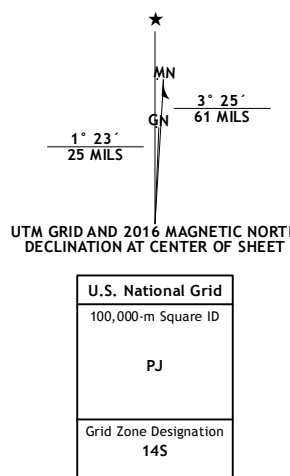 ★
MN
3° 25´
61 MILS
GN
1° 23´
25 MILS
UTM GRID AND 2016 MAGNETIC NORTH
DECLINATION AT CENTER OF SHEET
U.S. National Grid
100,000-m Square ID
PJ
Grid Zone Designation
14S